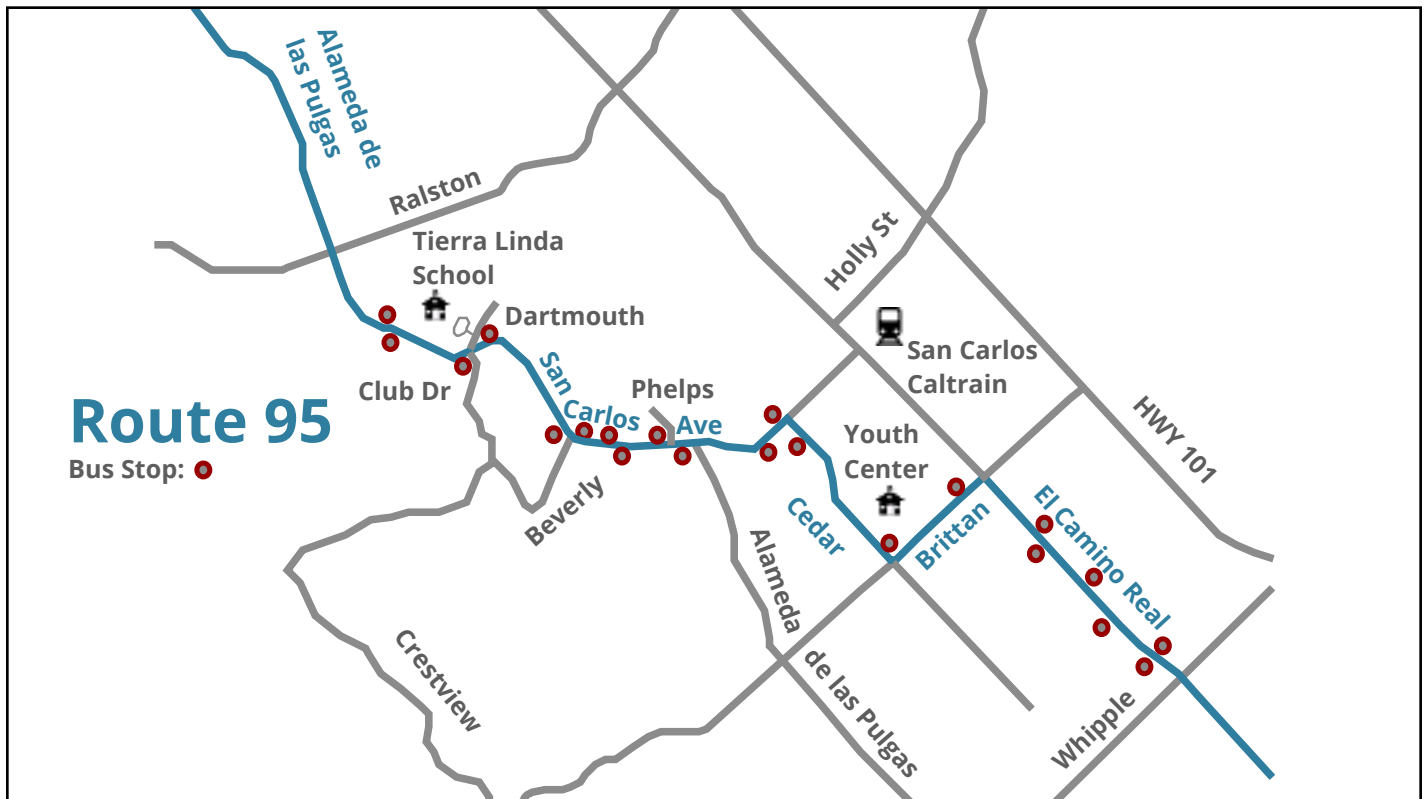 Alameda de
las Pulgas
Ralston
Tierra Linda
School
Dartmouth
Holly St
San Carlos
Caltrain
HWY 101
Club Dr
San
Carlos
Ave
Phelps
Route 95
Bus Stop:
Youth
Center
Beverly
Cedar
Brittan
El Camino Real
Alameda
de las Pulgas
Crestview
Whipple